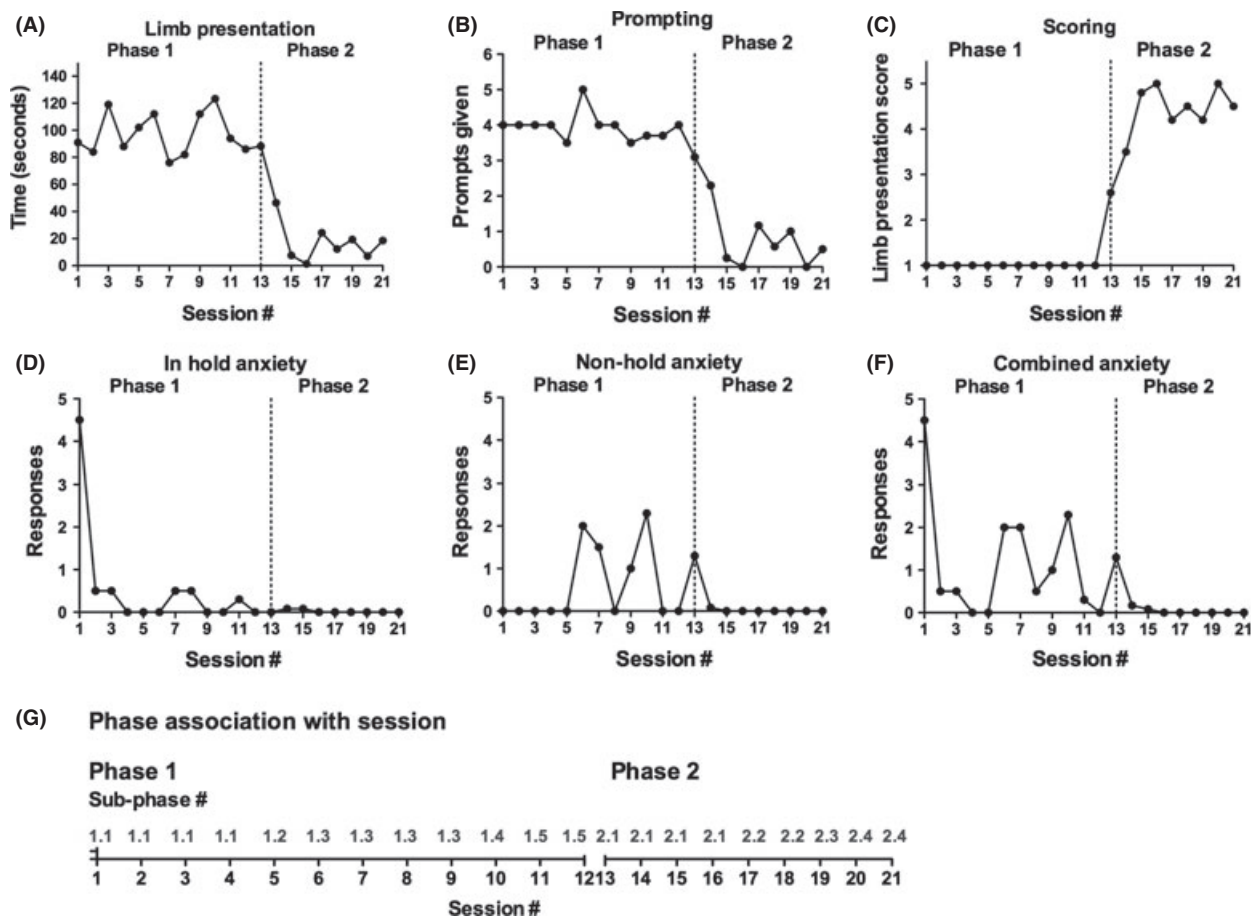 (A)
Limb presentation
Phase 1
Phase 2
Time (seconds)
140
120
100
80
60
40
20
0
1 3 5 7 9 11 13 15 17 19 21
Session #
(B)
Prompting
Phase 1
Phase 2
Prompts given
6
5
4
3
2
1
0
1 3 5 7 9 11 13 15 17 19 21
Session #
(C)
Scoring
Phase 1
Phase 2
Limb presentation score
5
4
3
2
1
1 3 5 7 9 11 13 15 17 19 21
Session #
(D)
In hold anxiety
Phase 1
Phase 2
Responses
5
4
3
2
1
0
1 3 5 7 9 11 13 15 17 19 21
Session #
(E)
Non-hold anxiety
Phase 1
Phase 2
Repsonses
5
4
3
2
1
0
1 3 5 7 9 11 13 15 17 19 21
Session #
(F)
Combined anxiety
Phase 1
Phase 2
Responses
5
4
3
2
1
0
1 3 5 7 9 11 13 15 17 19 21
Session #
(G)
Phase association with session
Phase 1
Phase 2
Sub-phase #
1.1 1.1 1.1 1.1 1.2 1.3 1.3 1.3 1.3 1.4 1.5 1.5 2.1 2.1 2.1 2.1 2.2 2.2 2.3 2.4 2.4
1 2 3 4 5 6 7 8 9 10 11 12 13 14 15 16 17 18 19 20 21
Session #